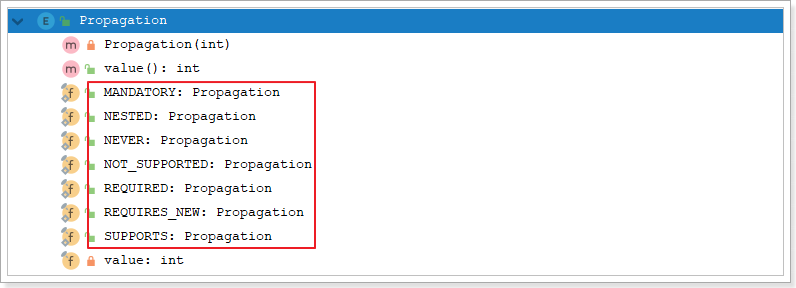 E Propagation
m Propagation(int)
m value(): int
f MANDATORY: Propagation
f NESTED: Propagation
f NEVER: Propagation
f NOT_SUPPORTED: Propagation
f REQUIRED: Propagation
f REQUIRES_NEW: Propagation
f SUPPORTS: Propagation
f value: int